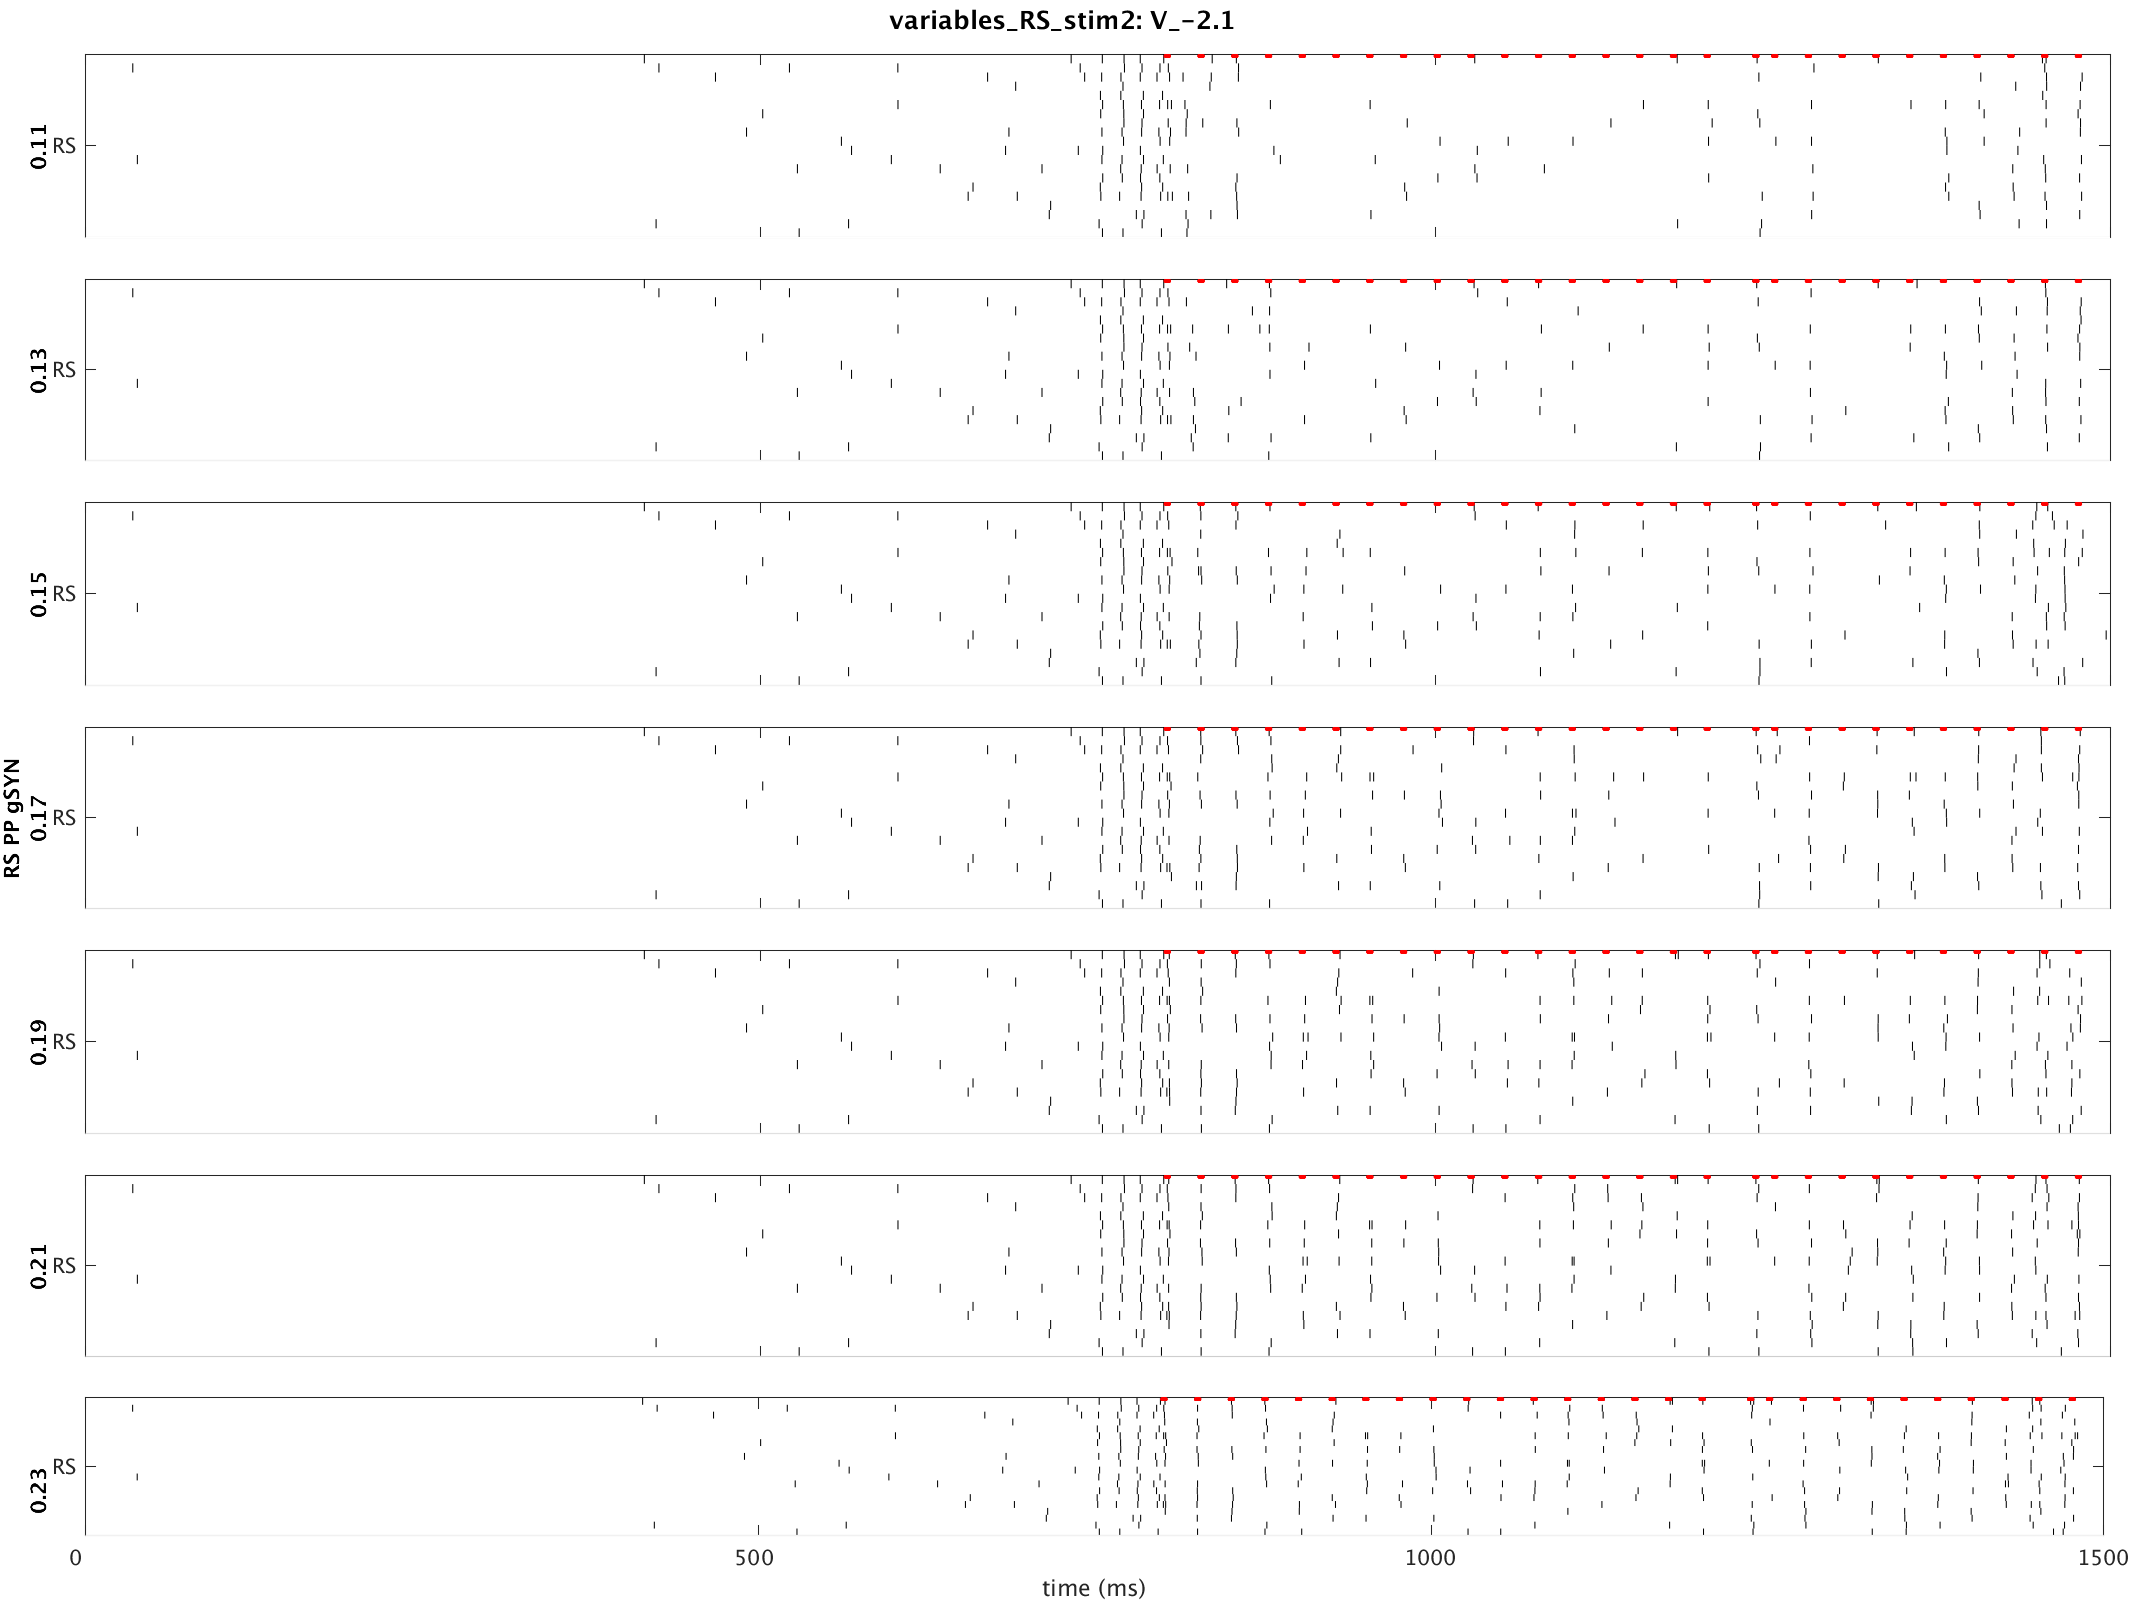 variables_RS_stim2: V_-2.1
0.11 RS
0.13 RS
0.15 RS
RS PP gSYN
0.17 RS
0.19 RS
0.21 RS
0.23 RS
0 500 1000 1500
time (ms)